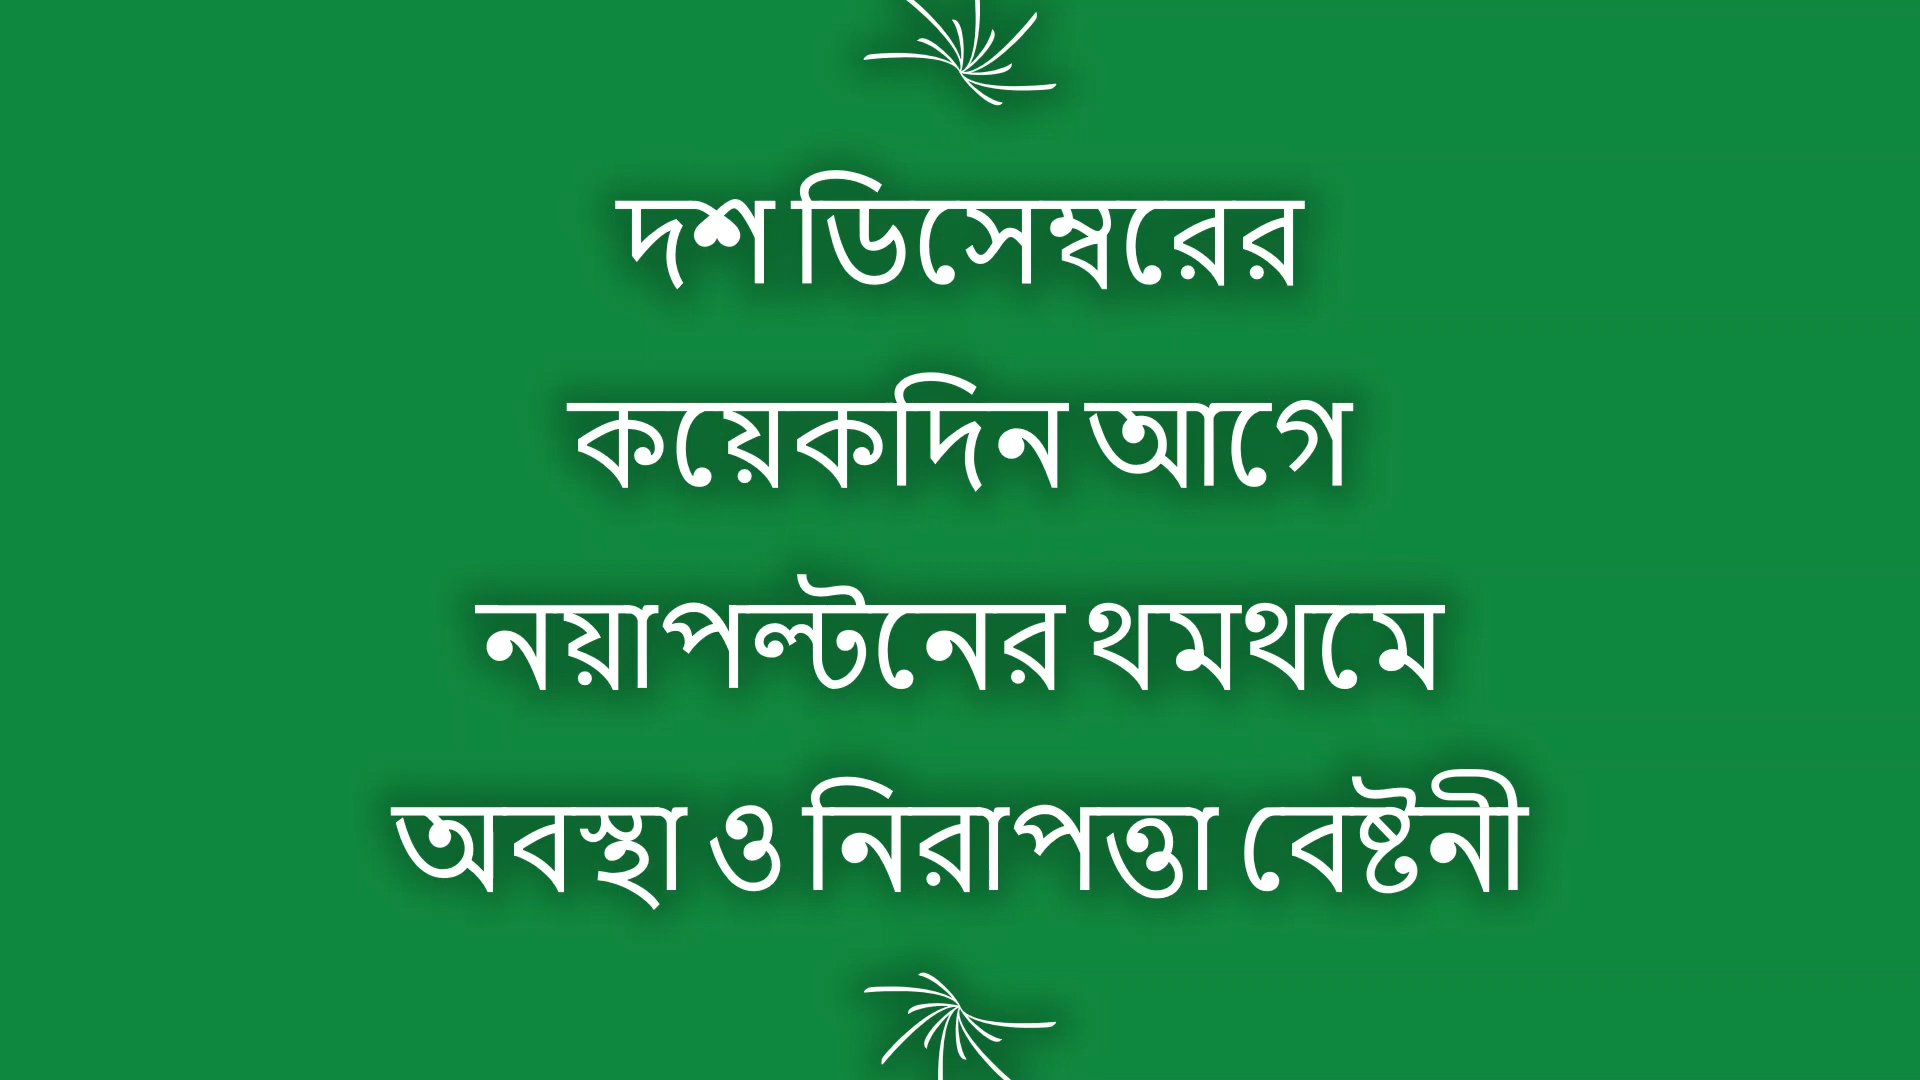 দশ ডিসেম্বরের
কয়েকদিন আগে
নয়াপল্টনের থমথমে
অবস্থা ও নিরাপত্তা বেষ্টনী